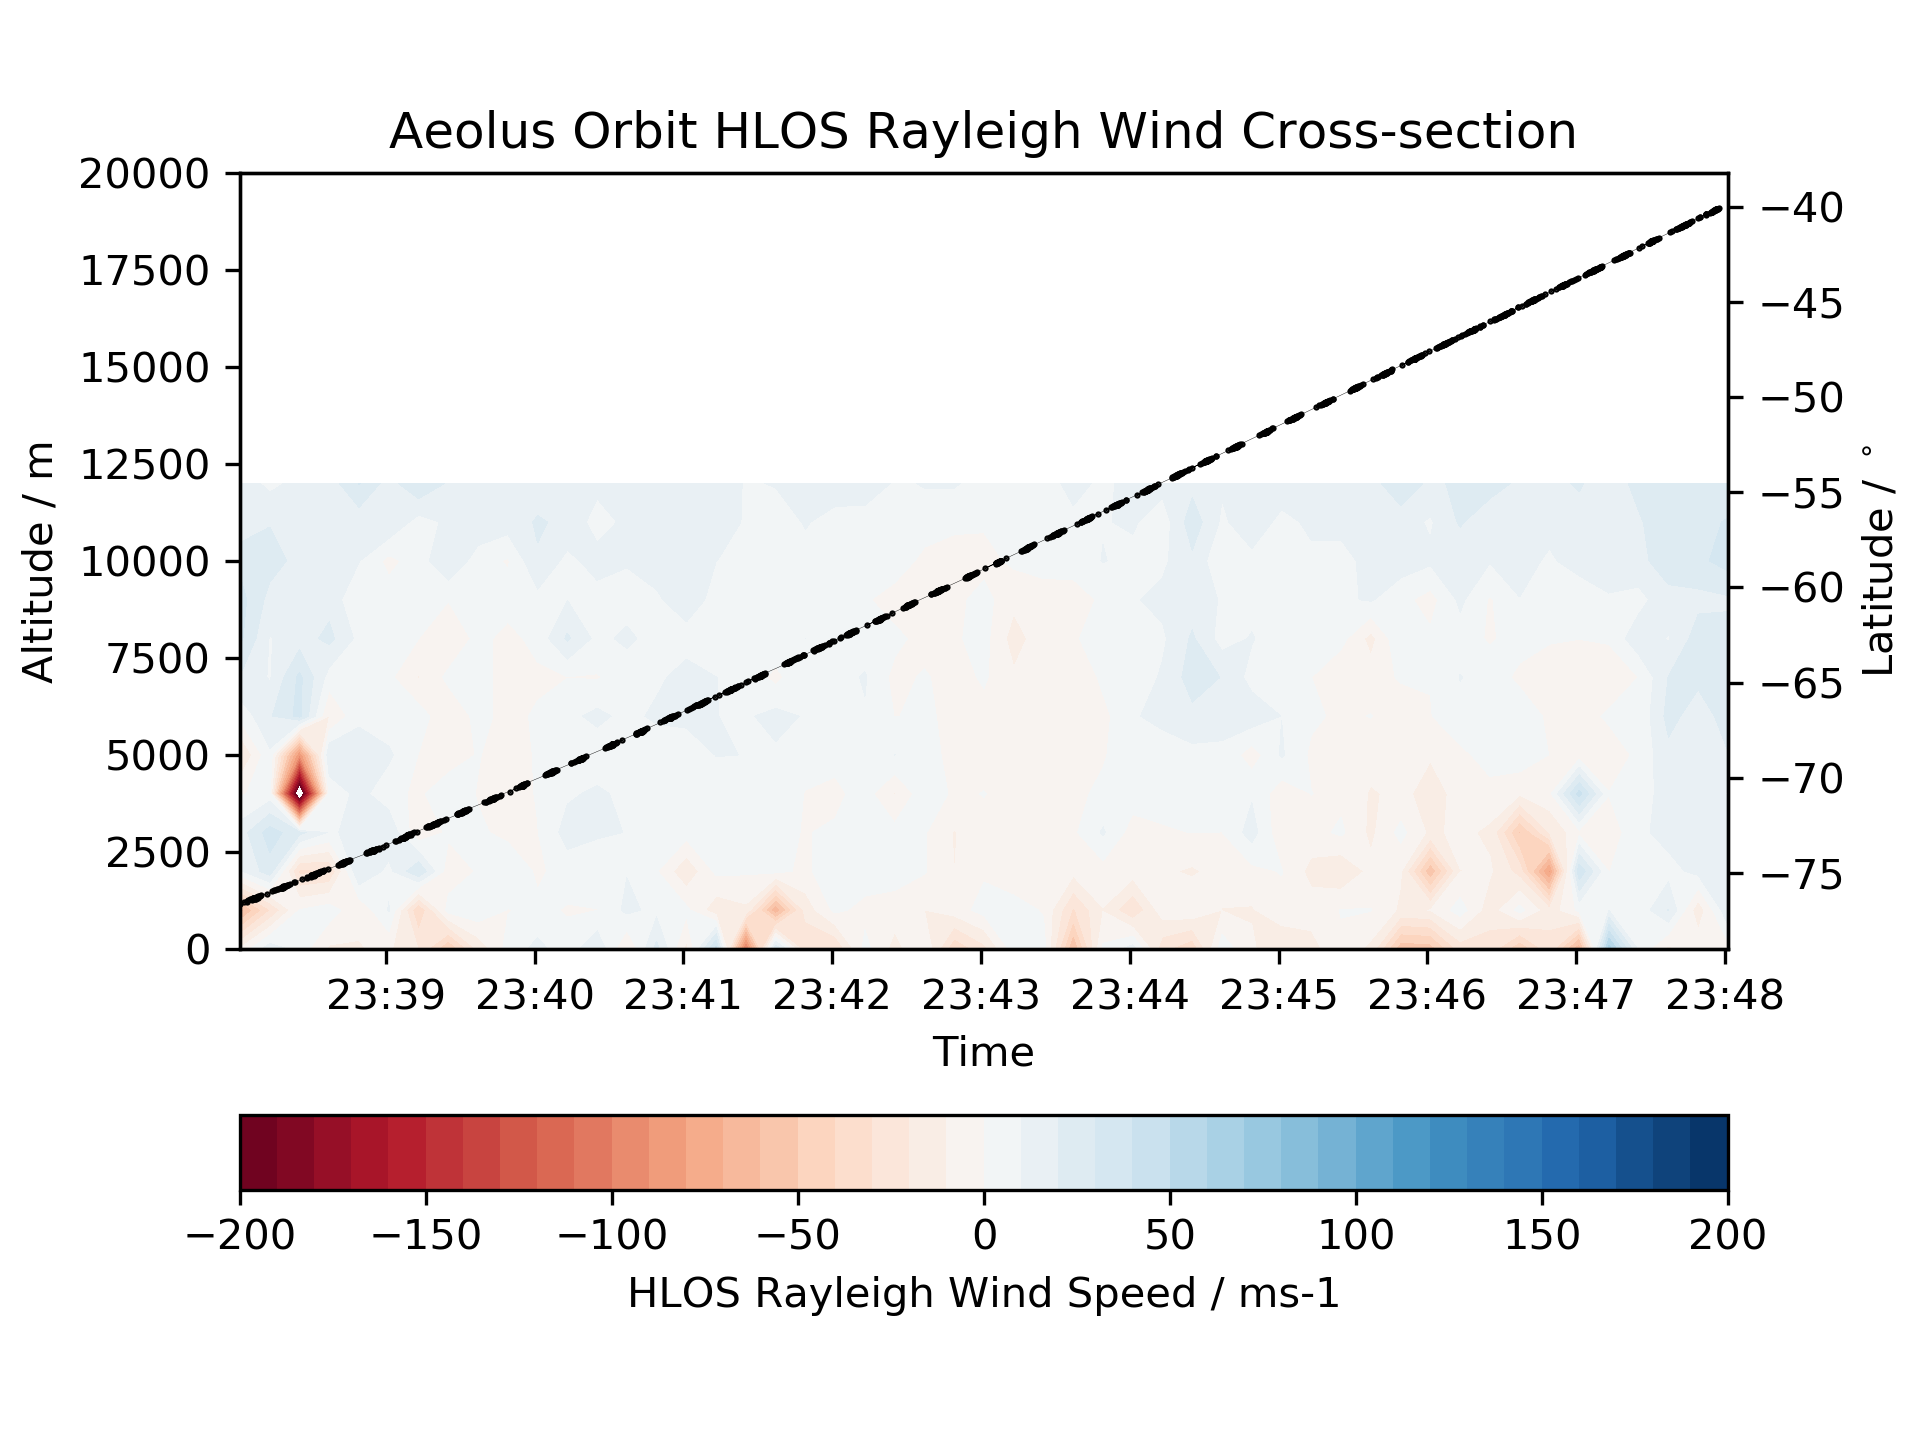 Aeolus Orbit HLOS Rayleigh Wind Cross-section
20000
17500
15000
12500
10000
7500
5000
2500
0
Altitude / m
−40
−45
−50
−55
−60
−65
−70
−75
Latitude / °
23:39 23:40 23:41 23:42 23:43 23:44 23:45 23:46 23:47 23:48
Time
−200 −150 −100 −50 0 50 100 150 200
HLOS Rayleigh Wind Speed / ms-1